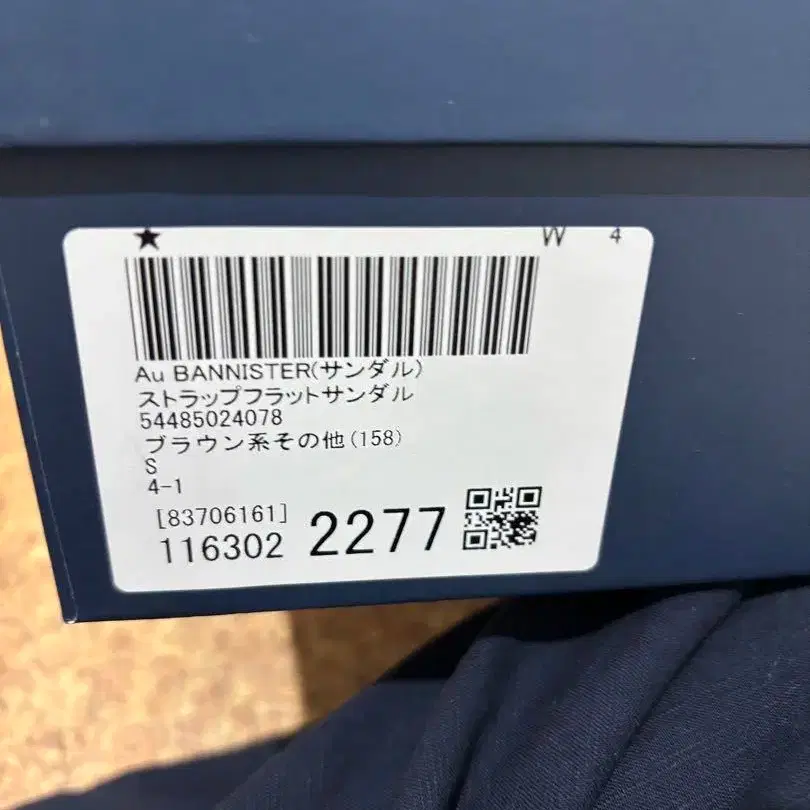 ★ W 4
Au BANNISTER(サンダル)
ストラップフラットサンダル
54485024078
ブラウン系その他(158)
S
4-1
[83706161]
116302 2277